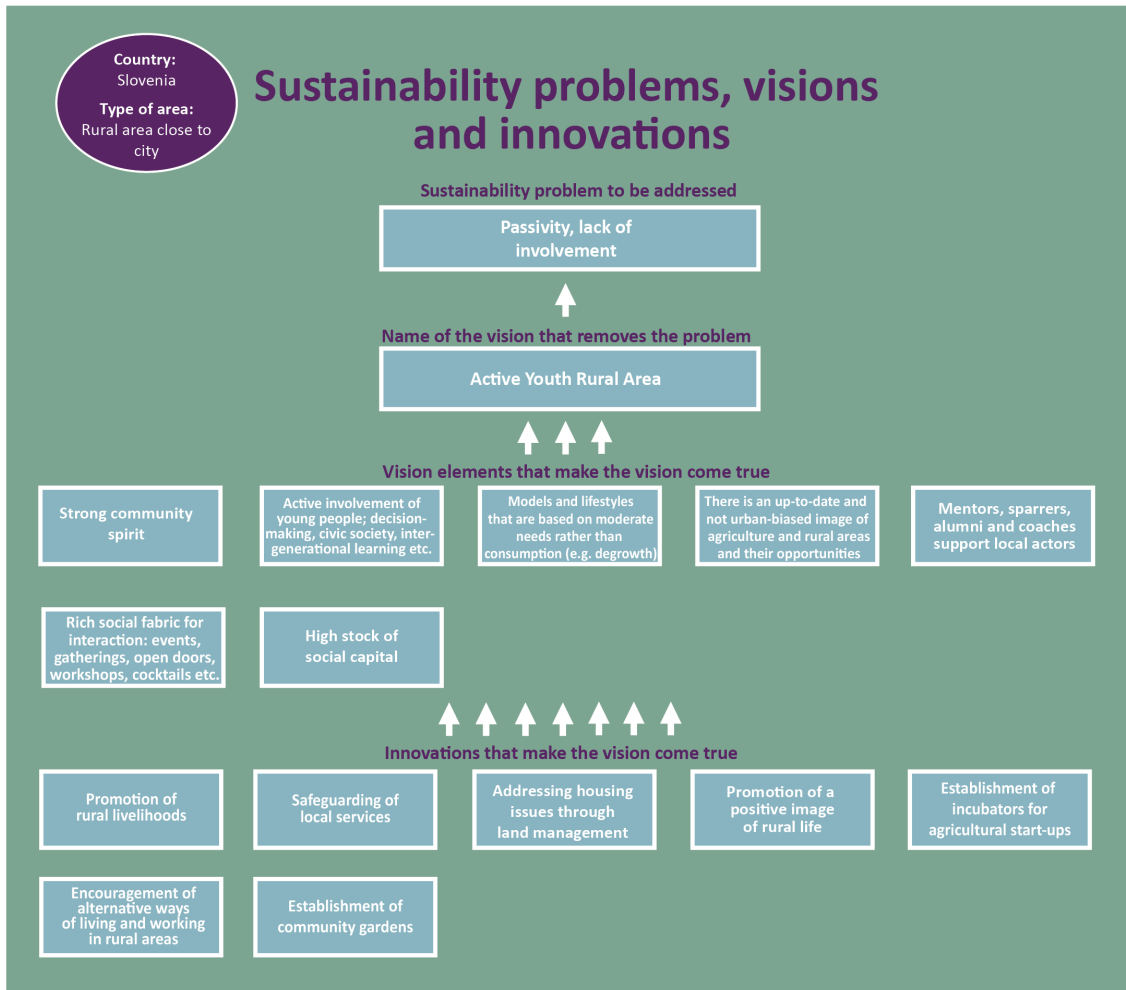 Country:
Slovenia
Type of area:
Rural area close to
city
Sustainability problems, visions
and innovations
Sustainability problem to be addressed
Passivity, lack of
involvement
Name of the vision that removes the problem
Active Youth Rural Area
Vision elements that make the vision come true
Strong community
spirit
Active involvement of
young people; decision-
making, civic society, inter-
generational learning etc.
Models and lifestyles
that are based on moderate
needs rather than
consumption (e.g. degrowth)
There is an up-to-date and
not urban-biased image of
agriculture and rural areas
and their opportunities
Mentors, sparrers,
alumni and coaches
support local actors
Rich social fabric for
interaction: events,
gatherings, open doors,
workshops, cocktails etc.
High stock of
social capital
Innovations that make the vision come true
Promotion of
rural livelihoods
Safeguarding of
local services
Addressing housing
issues through
land management
Promotion of a
positive image
of rural life
Establishment of
incubators for
agricultural start-ups
Encouragement of
alternative ways
of living and working
in rural areas
Establishment of
community gardens